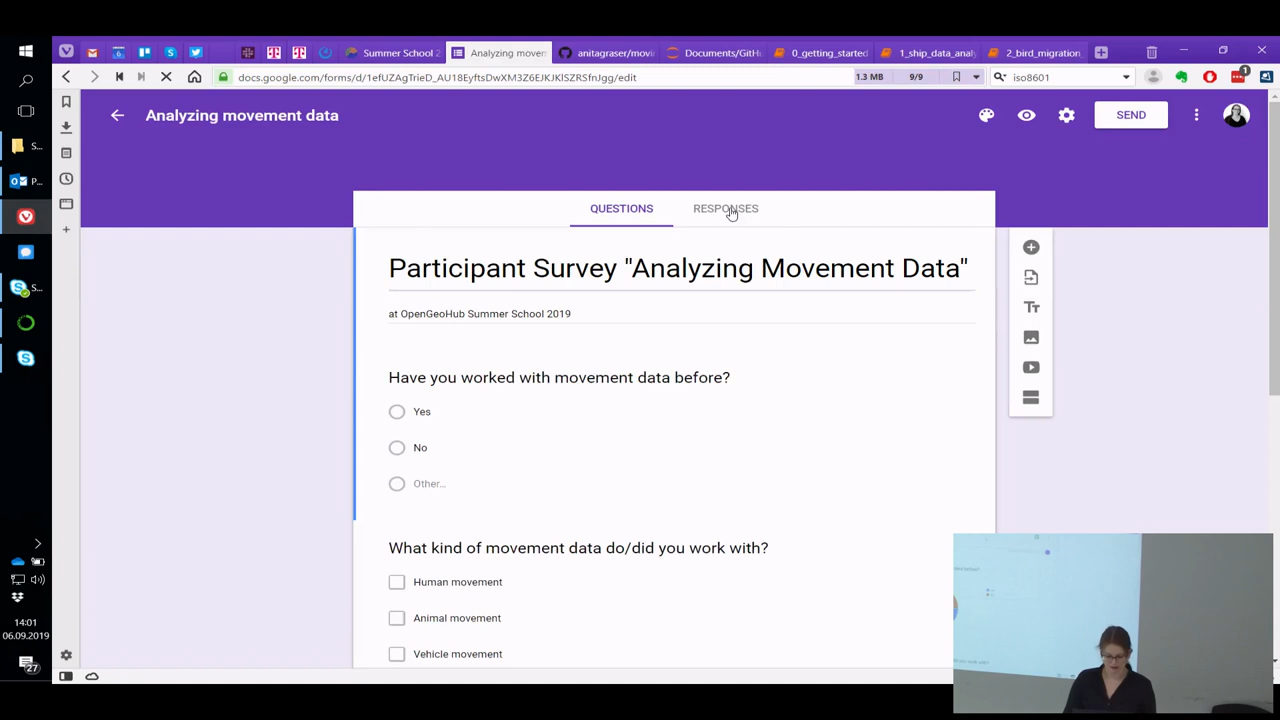 Summer School 2
Analyzing movem
anitagraser/movi
Documents/GitH
0_getting_started
1_ship_data_anal
2_bird_migration
docs.google.com/forms/d/1efUZAgTrieD_AU18EyftsDwXM3Z6EJKJKlSZRSfnJgg/edit
1.3 MB
9/9
iso8601
1
Analyzing movement data
SEND
S...
P...
S...
QUESTIONS
RESPONSES
Participant Survey "Analyzing Movement Data"
at OpenGeoHub Summer School 2019
Have you worked with movement data before?
Yes
No
Other...
What kind of movement data do/did you work with?
Human movement
Animal movement
Vehicle movement
14:01
06.09.2019
27